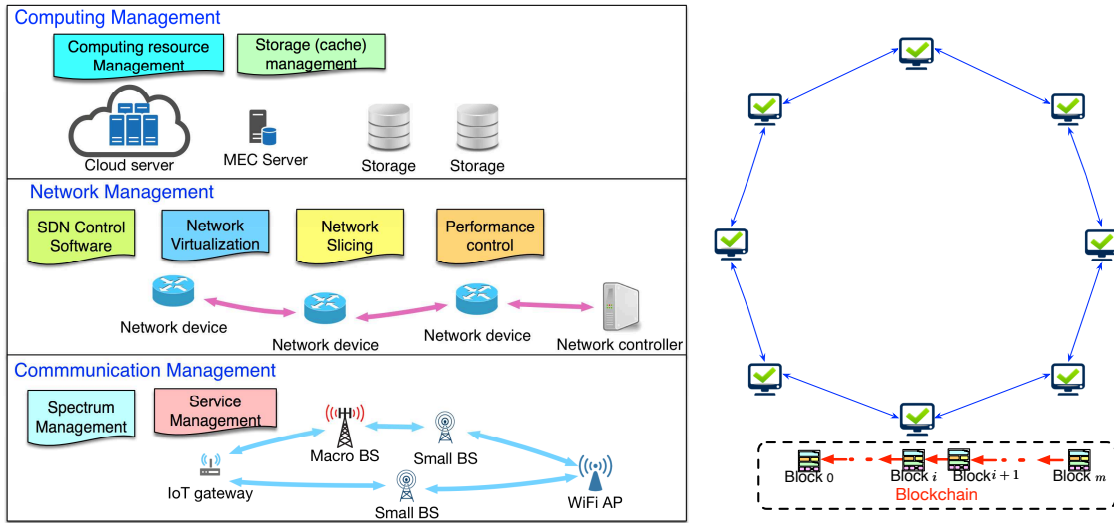 Computing Management
Computing resource
Management
Storage (cache)
management
Cloud server
MEC Server
Storage
Storage
Network Management
SDN Control
Software
Network
Virtualization
Network
Slicing
Performance
control
Network device
Network device
Network device
Network controller
Commmunication Management
Spectrum
Management
Service
Management
Macro BS
Small BS
IoT gateway
Small BS
WiFi AP
Block 0
Block i
Block i + 1
Block m
Blockchain